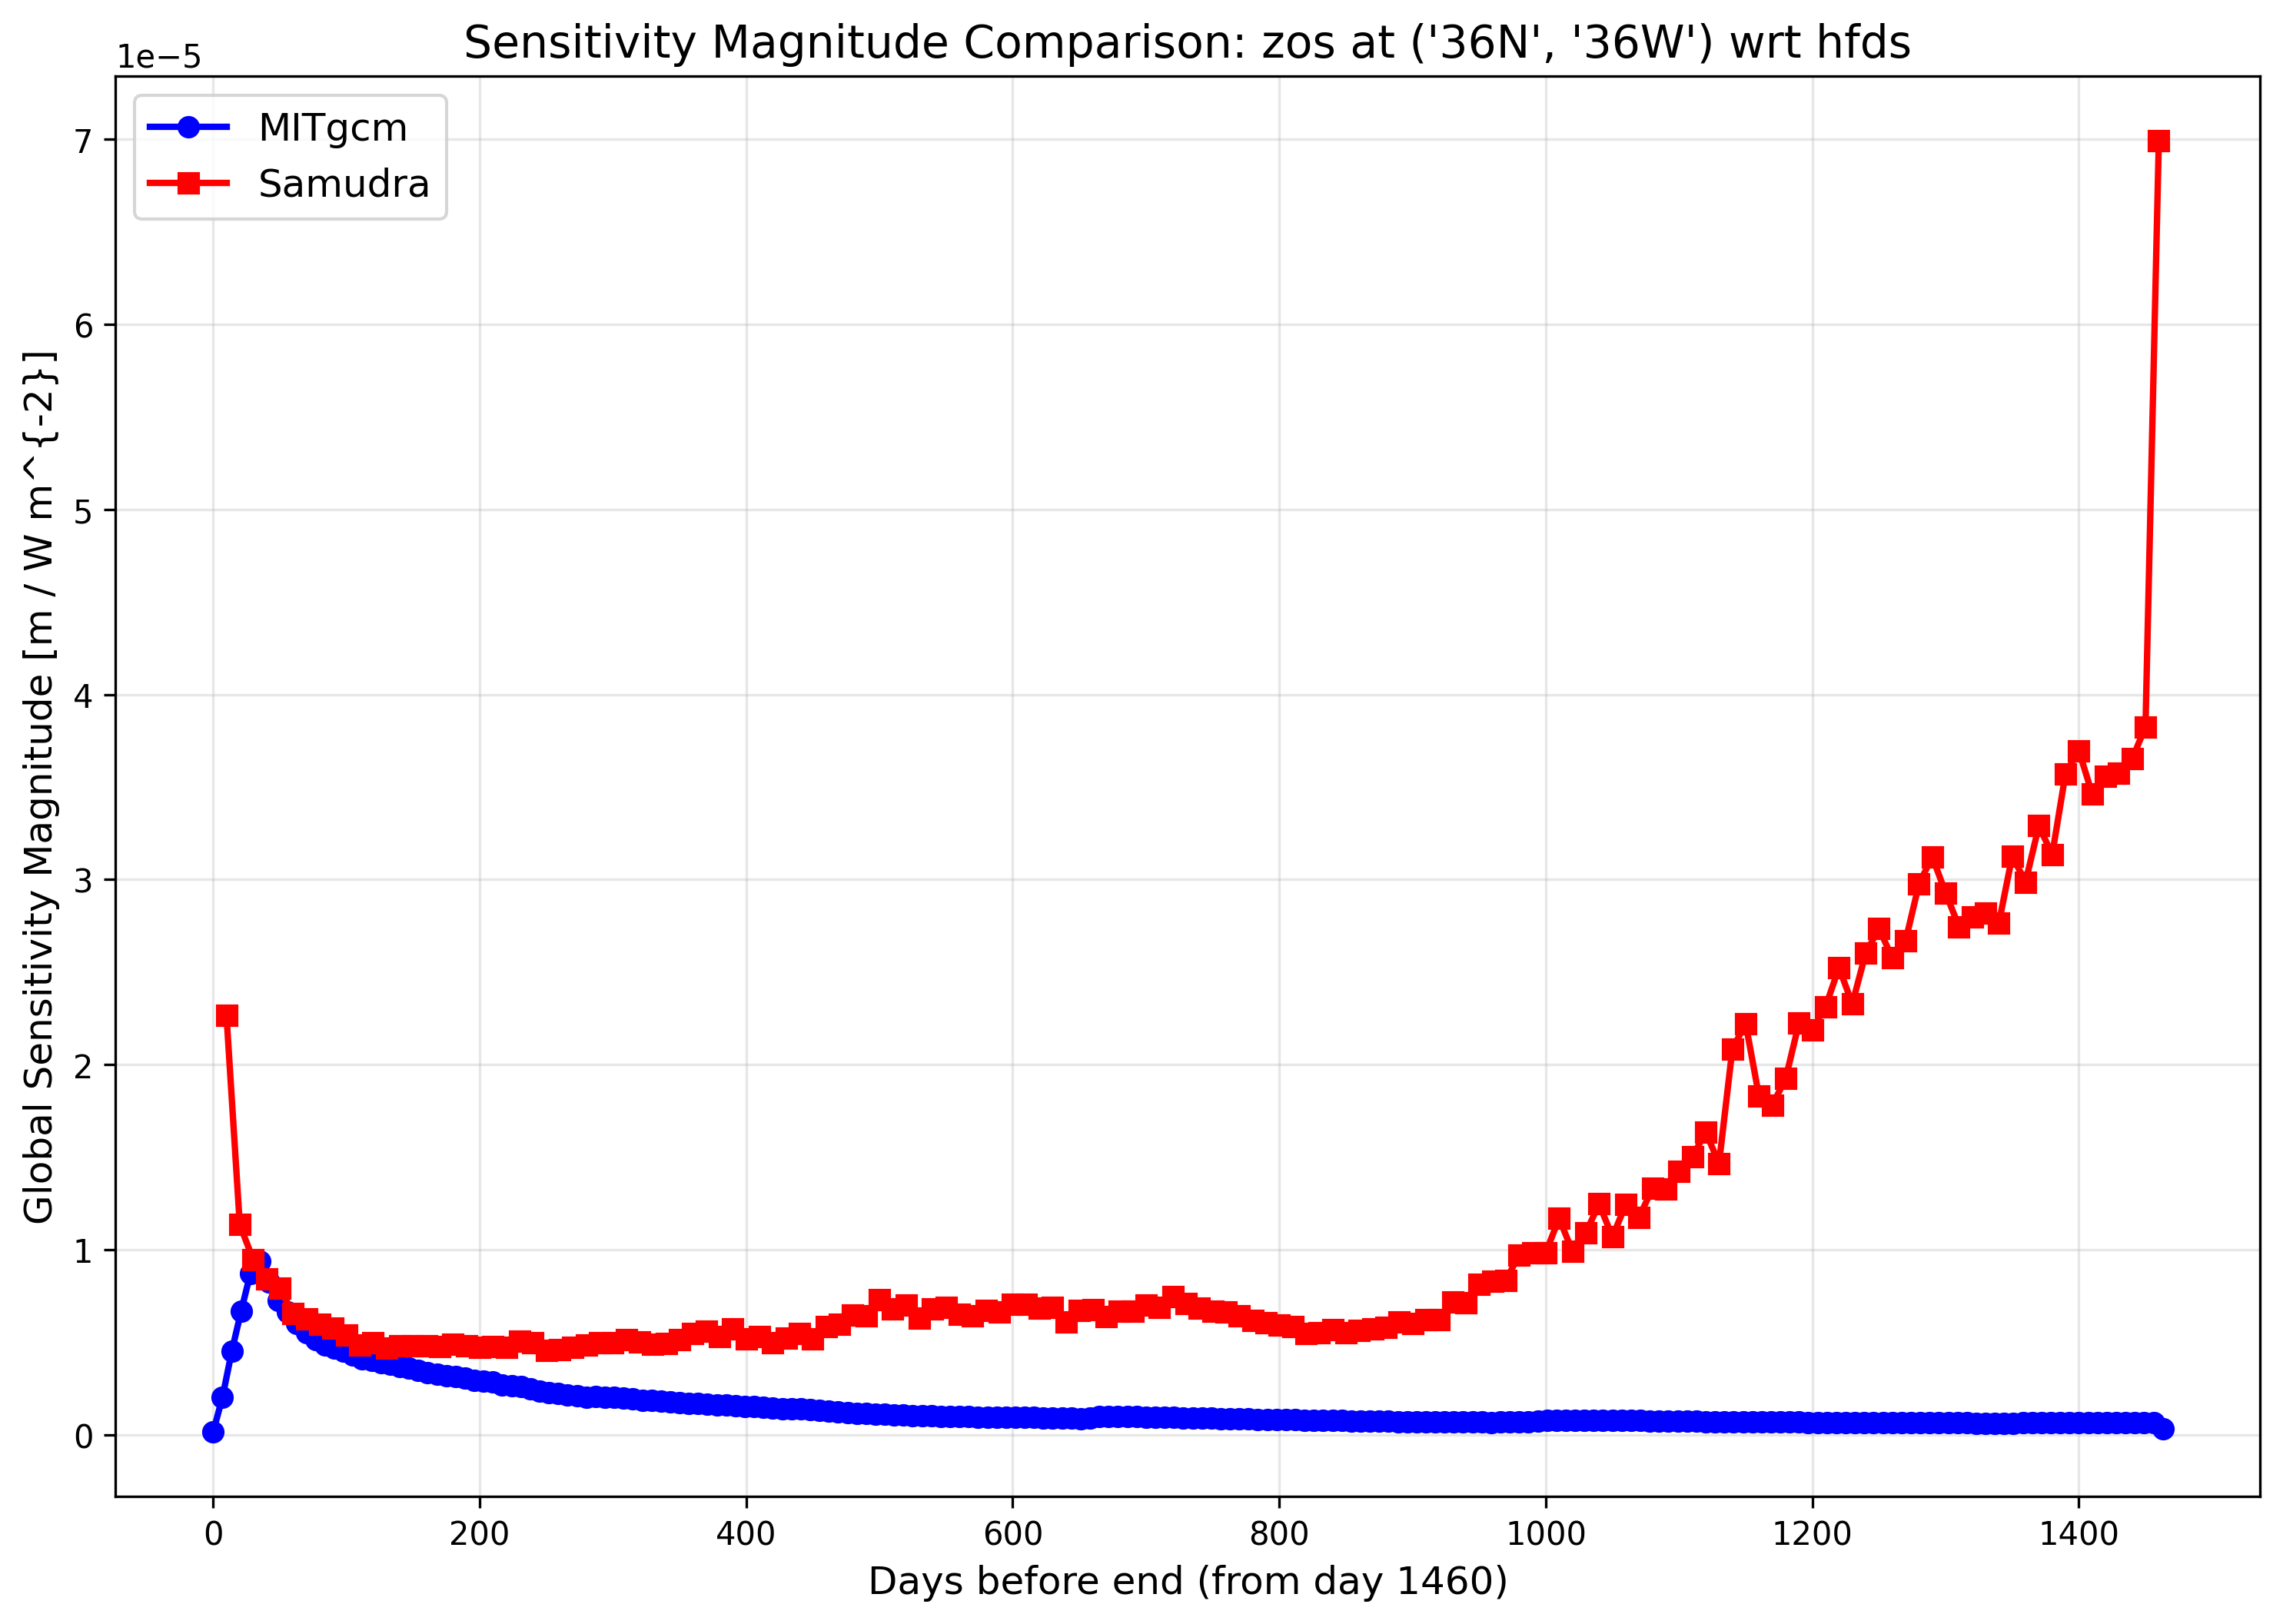 Sensitivity Magnitude Comparison: zos at ('36N', '36W') wrt hfds
1e−5
MITgcm
Samudra
7
6
5
4
3
2
1
0
Global Sensitivity Magnitude [m / W m^{-2}]
0 200 400 600 800 1000 1200 1400
Days before end (from day 1460)